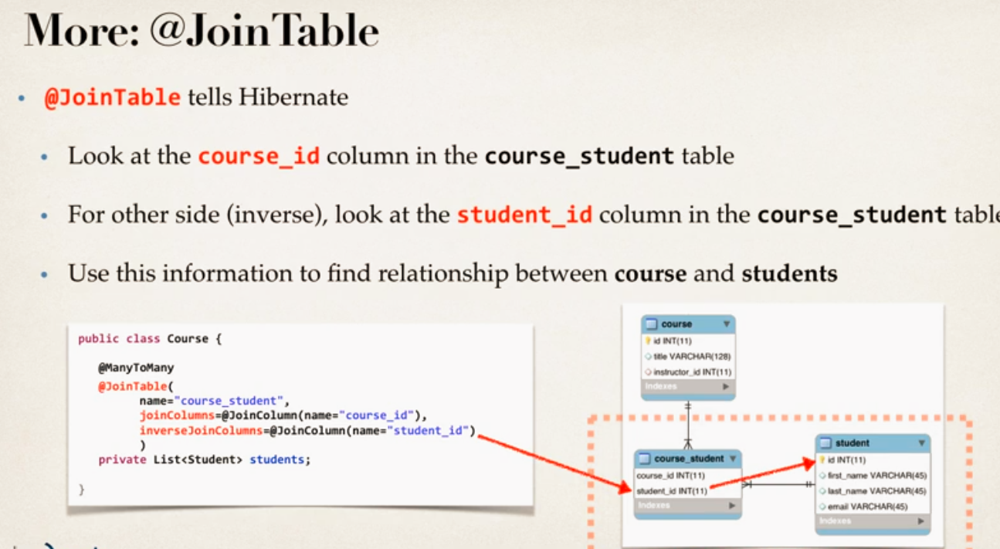 More: @JoinTable
• @JoinTable tells Hibernate
• Look at the course_id column in the course_student table
• For other side (inverse), look at the student_id column in the course_student table
• Use this information to find relationship between course and students
public class Course {
@ManyToMany
@JoinTable(
name="course_student",
joinColumns=@JoinColumn(name="course_id"),
inverseJoinColumns=@JoinColumn(name="student_id")
)
private List<Student> students;
}
course
id INT(11)
title VARCHAR(128)
instructor_id INT(11)
Indexes
course_student
course_id INT(11)
student_id INT(11)
Indexes
student
id INT(11)
first_name VARCHAR(45)
last_name VARCHAR(45)
email VARCHAR(45)
Indexes